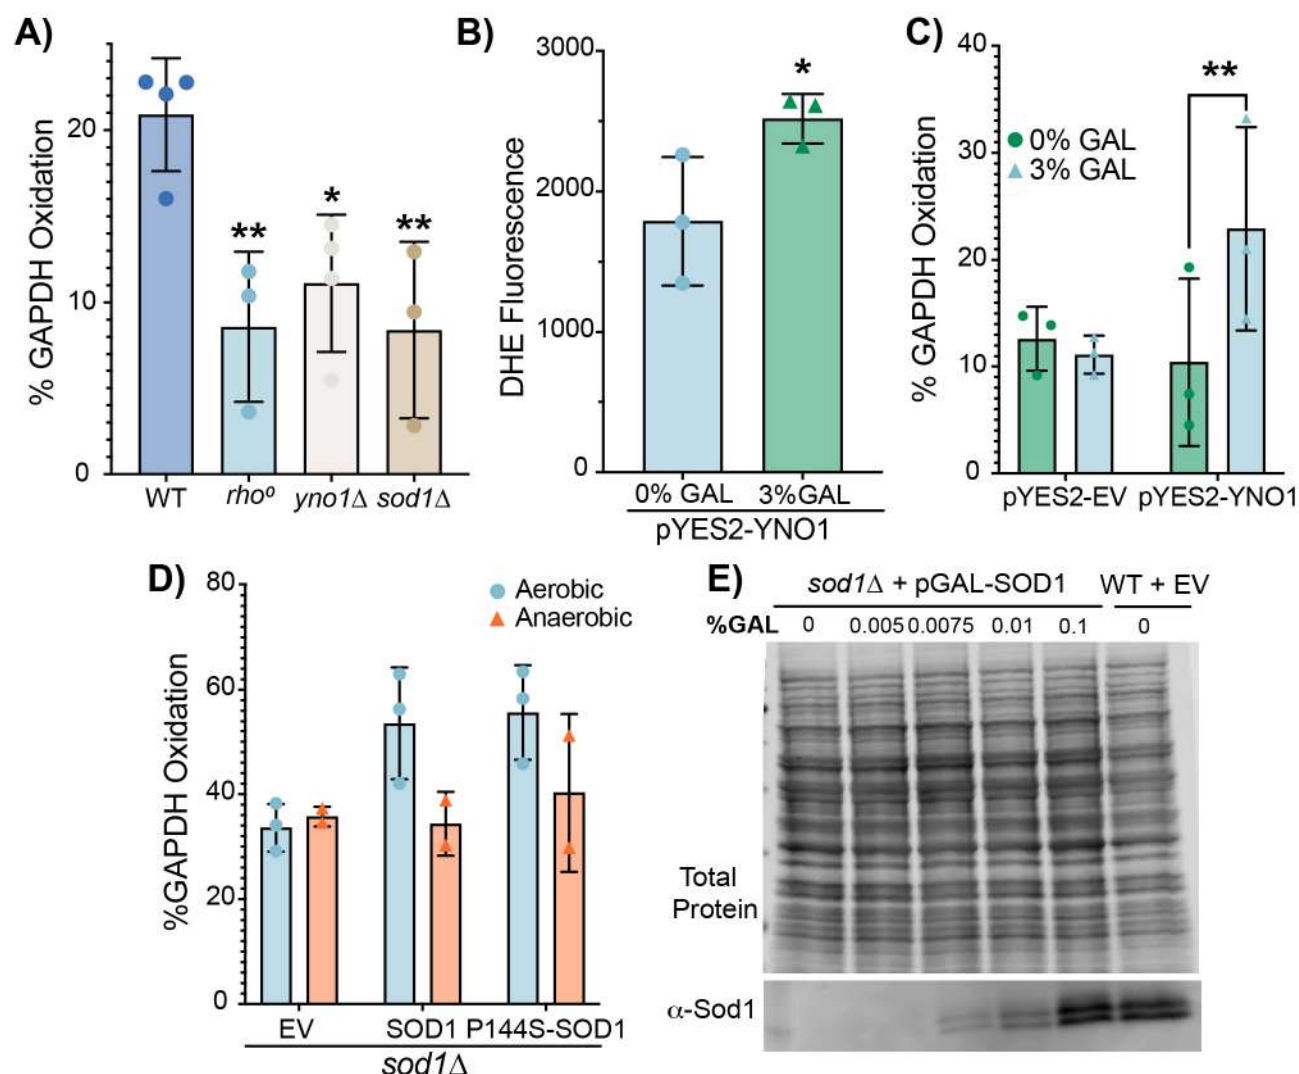 A)
% GAPDH Oxidation
20
10
0
**
*
**
WT rhoº yno1Δ sod1Δ
B)
DHE Fluorescence
3000
2000
1000
0
*
0% GAL 3%GAL
pYES2-YNO1
C)
% GAPDH Oxidation
40
30
20
10
0
**
0% GAL
3% GAL
pYES2-EV pYES2-YNO1
D)
%GAPDH Oxidation
80
60
40
20
0
Aerobic
Anaerobic
EV SOD1 P144S-SOD1
sod1Δ
E)
sod1Δ + pGAL-SOD1 WT + EV
%GAL 0 0.005 0.0075 0.01 0.1 0
Total
Protein
α-Sod1